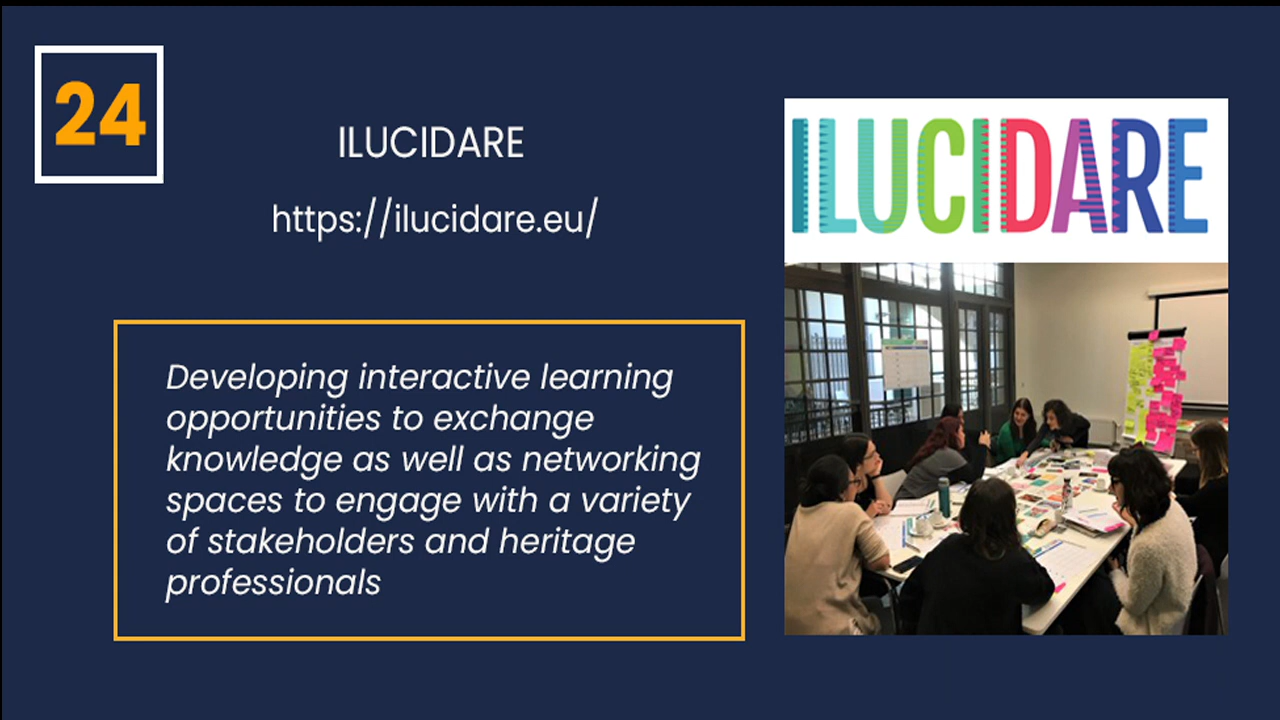 24
ILUCIDARE
https://ilucidare.eu/
Developing interactive learning
opportunities to exchange
knowledge as well as networking
spaces to engage with a variety
of stakeholders and heritage
professionals
ILUCIDARE